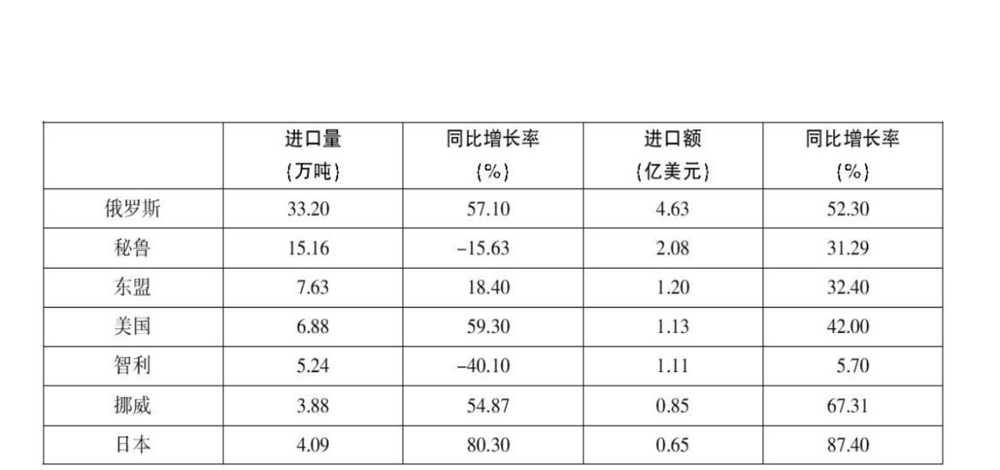 进口量 同比增长率 进口额 同比增长率
(万吨) (%) (亿美元) (%)
俄罗斯 33.20 57.10 4.63 52.30
秘鲁 15.16 -15.63 2.08 31.29
东盟 7.63 18.40 1.20 32.40
美国 6.88 59.30 1.13 42.00
智利 5.24 -40.10 1.11 5.70
挪威 3.88 54.87 0.85 67.31
日本 4.09 80.30 0.65 87.40